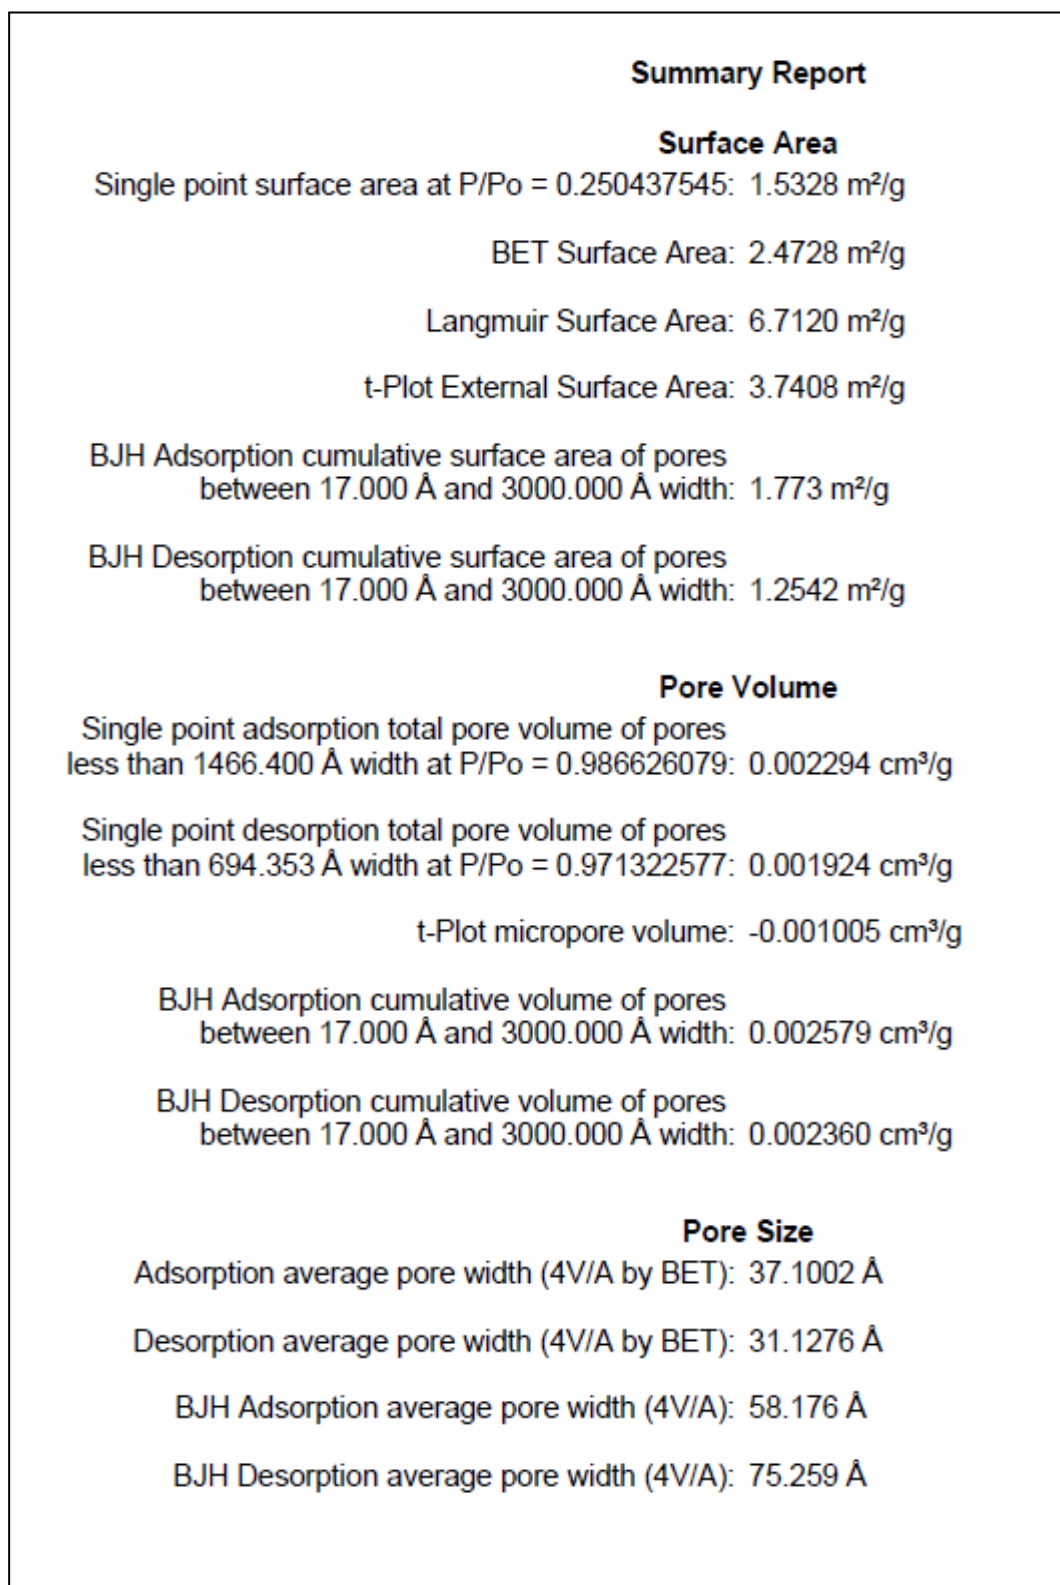 Summary Report
Surface Area
Single point surface area at P/Po = 0.250437545: 1.5328 m²/g
BET Surface Area: 2.4728 m²/g
Langmuir Surface Area: 6.7120 m²/g
t-Plot External Surface Area: 3.7408 m²/g
BJH Adsorption cumulative surface area of pores
between 17.000 Å and 3000.000 Å width: 1.773 m²/g
BJH Desorption cumulative surface area of pores
between 17.000 Å and 3000.000 Å width: 1.2542 m²/g
Pore Volume
Single point adsorption total pore volume of pores
less than 1466.400 Å width at P/Po = 0.986626079: 0.002294 cm³/g
Single point desorption total pore volume of pores
less than 694.353 Å width at P/Po = 0.971322577: 0.001924 cm³/g
t-Plot micropore volume: -0.001005 cm³/g
BJH Adsorption cumulative volume of pores
between 17.000 Å and 3000.000 Å width: 0.002579 cm³/g
BJH Desorption cumulative volume of pores
between 17.000 Å and 3000.000 Å width: 0.002360 cm³/g
Pore Size
Adsorption average pore width (4V/A by BET): 37.1002 Å
Desorption average pore width (4V/A by BET): 31.1276 Å
BJH Adsorption average pore width (4V/A): 58.176 Å
BJH Desorption average pore width (4V/A): 75.259 Å